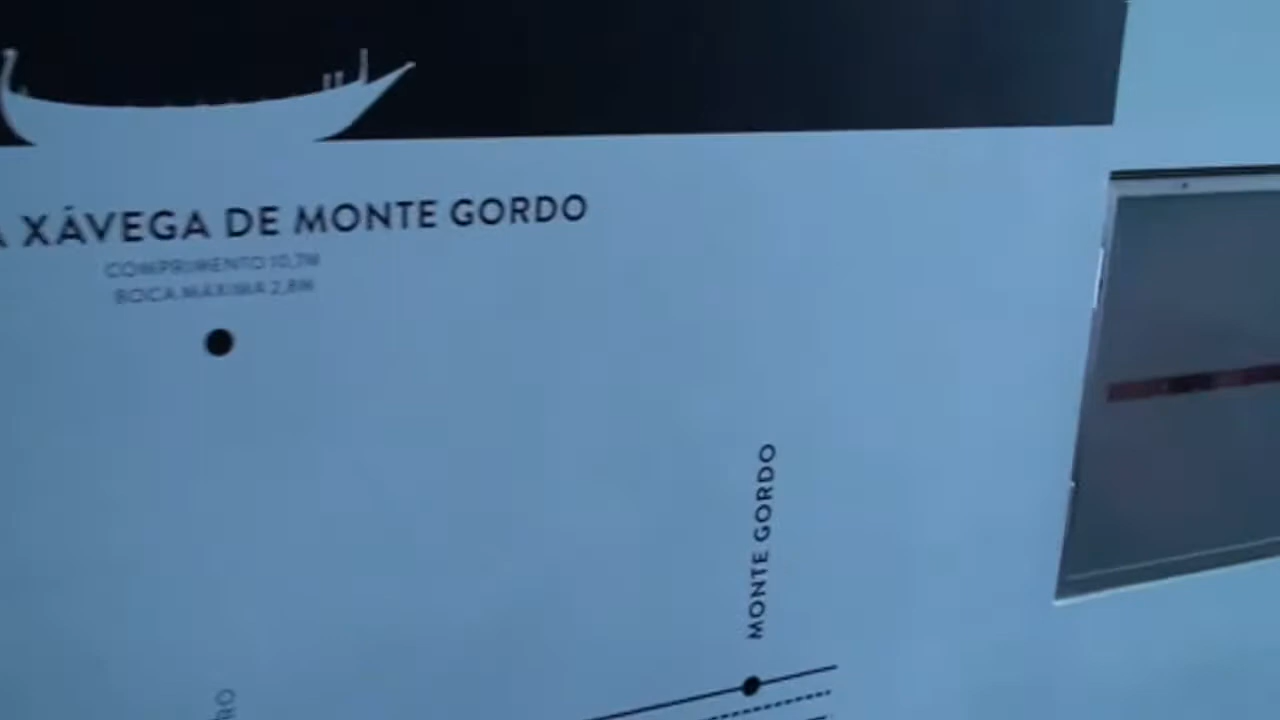 A XÁVEGA DE MONTE GORDO
COMPRIMENTO 10,7M
BOCA MÁXIMA 2,8M
MONTE GORDO